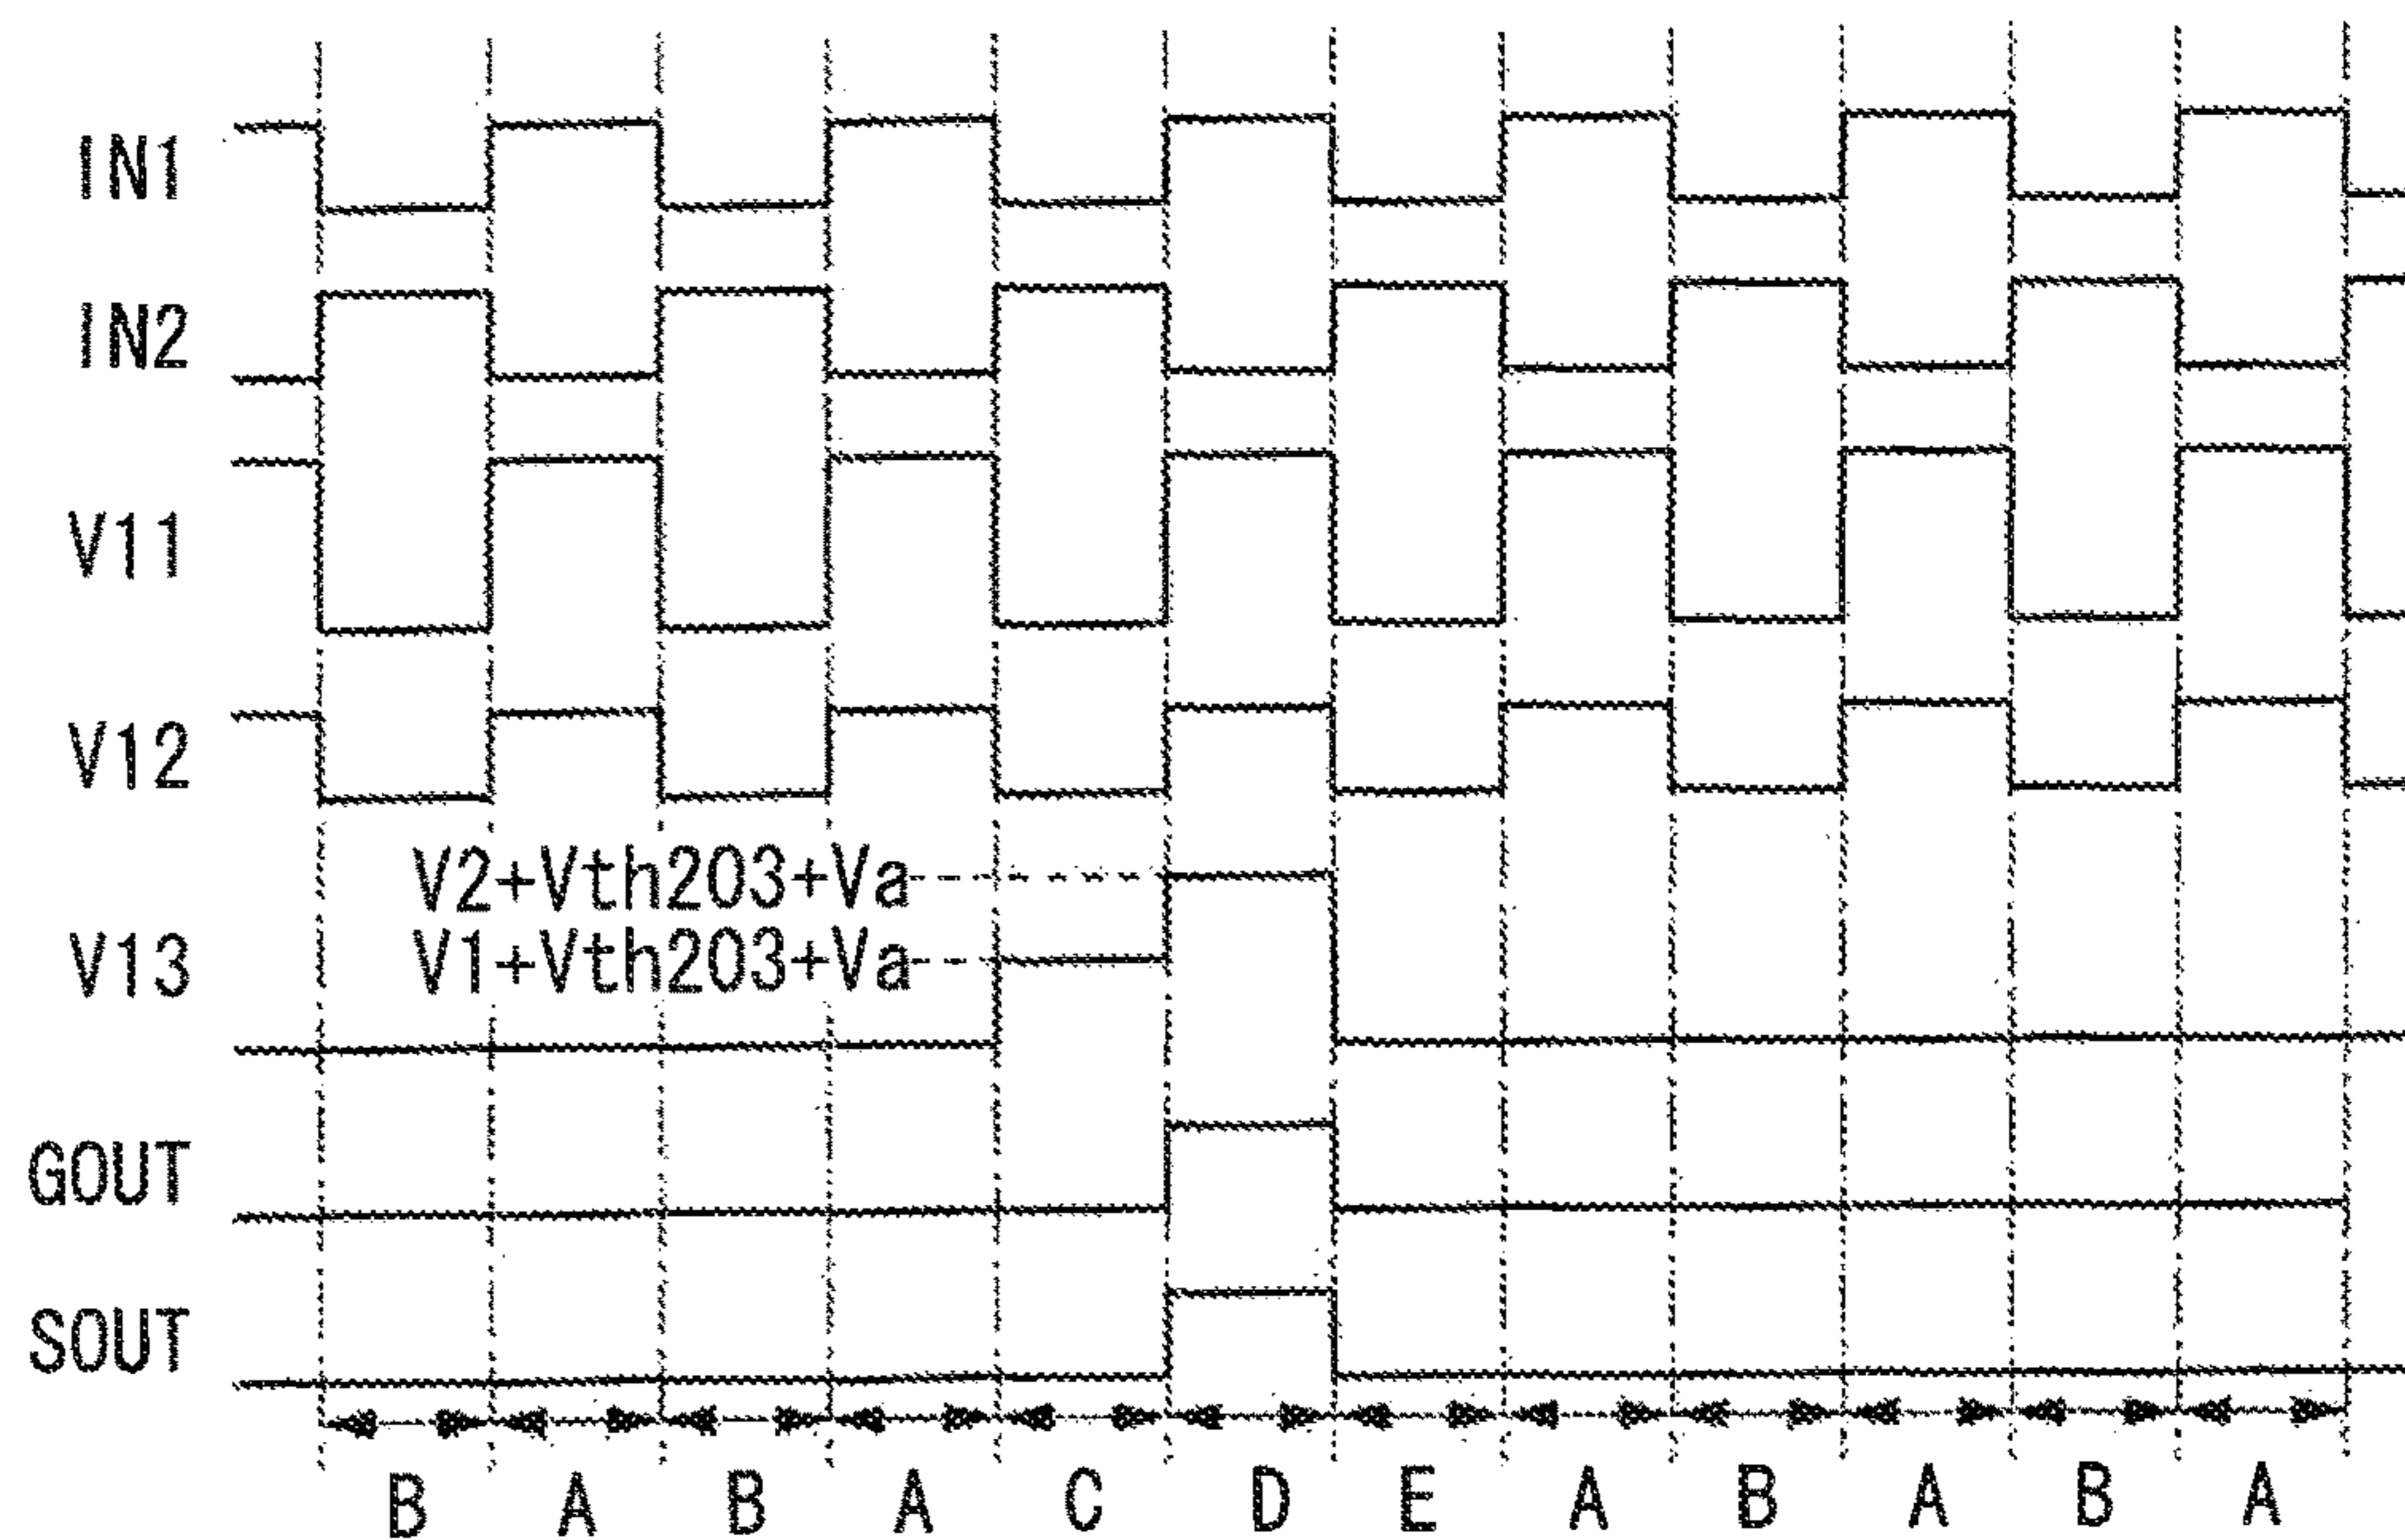 IN1
IN2
V11
V12
V2+Vth203+Va
V13
V1+Vth203+Va
GOUT
SOUT
B A B A C D E A B A B A